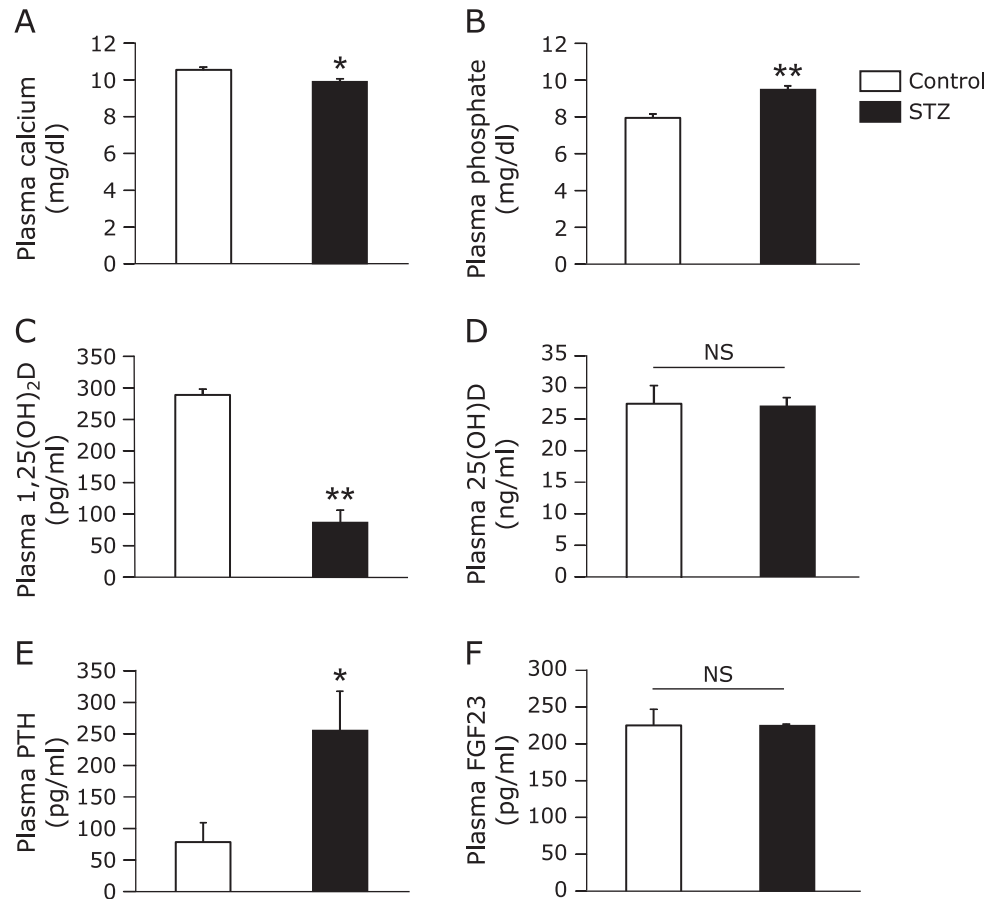 A
Plasma calcium
(mg/dl)
12
10
8
6
4
2
0
*
B
Plasma phosphate
(mg/dl)
12
10
8
6
4
2
0
**
Control
STZ
C
Plasma 1,25(OH)₂D
(pg/ml)
350
300
250
200
150
100
50
0
**
D
Plasma 25(OH)D
(ng/ml)
35
30
25
20
15
10
5
0
NS
E
Plasma PTH
(pg/ml)
350
300
250
200
150
100
50
0
*
F
Plasma FGF23
(pg/ml)
300
250
200
150
100
50
0
NS